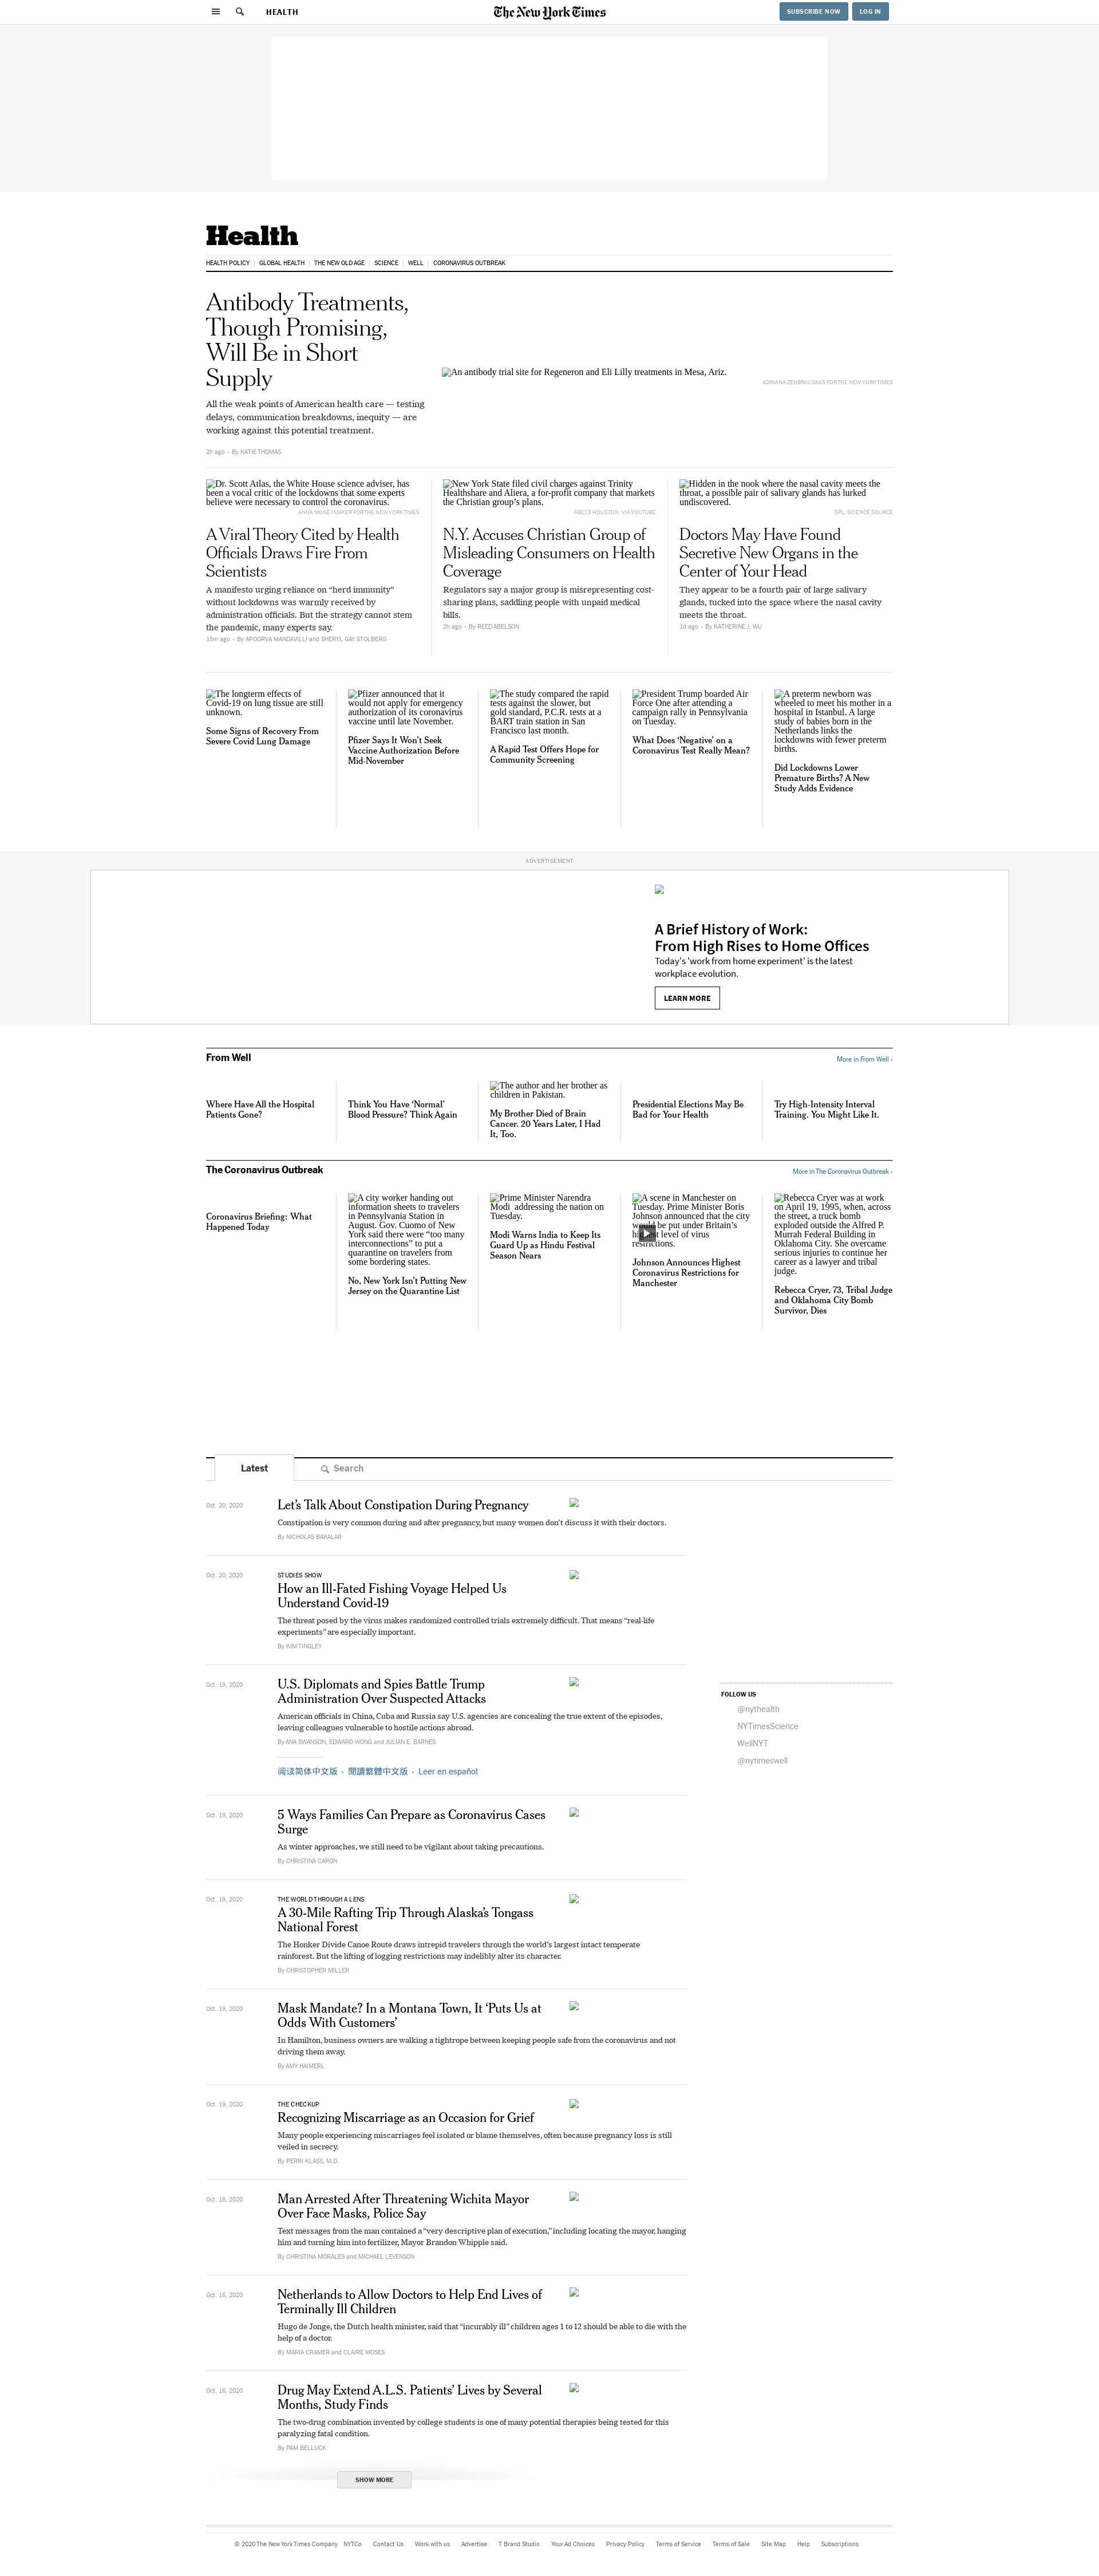 HEALTH
The New York Times
SUBSCRIBE NOW
LOG IN
Health
HEALTH POLICY
GLOBAL HEALTH
THE NEW OLD AGE
SCIENCE
WELL
CORONAVIRUS OUTBREAK
Antibody Treatments,
Though Promising,
Will Be in Short
Supply
All the weak points of American health care — testing
delays, communication breakdowns, inequity — are
working against this potential treatment.
2h ago • By KATIE THOMAS
An antibody trial site for Regeneron and Eli Lilly treatments in Mesa, Ariz.
ADRIANA ZEHBRAUSKAS FOR THE NEW YORK TIMES
Dr. Scott Atlas, the White House science adviser, has
been a vocal critic of the lockdowns that some experts
believe were necessary to control the coronavirus.
ANNA MONEYMAKER FOR THE NEW YORK TIMES
A Viral Theory Cited by Health
Officials Draws Fire From
Scientists
A manifesto urging reliance on “herd immunity”
without lockdowns was warmly received by
administration officials. But the strategy cannot stem
the pandemic, many experts say.
15m ago • By APOORVA MANDAVILLI and SHERYL GAY STOLBERG
New York State filed civil charges against Trinity
Healthshare and Aliera, a for-profit company that markets
the Christian group’s plans.
ABC13 HOUSTON, VIA YOUTUBE
N.Y. Accuses Christian Group of
Misleading Consumers on Health
Coverage
Regulators say a major group is misrepresenting cost-
sharing plans, saddling people with unpaid medical
bills.
2h ago • By REED ABELSON
Hidden in the nook where the nasal cavity meets the
throat, a possible pair of salivary glands has lurked
undiscovered.
SPL/SCIENCE SOURCE
Doctors May Have Found
Secretive New Organs in the
Center of Your Head
They appear to be a fourth pair of large salivary
glands, tucked into the space where the nasal cavity
meets the throat.
1d ago • By KATHERINE J. WU
The longterm effects of
Covid-19 on lung tissue are still
unknown.
Some Signs of Recovery From
Severe Covid Lung Damage
Pfizer announced that it
would not apply for emergency
authorization of its coronavirus
vaccine until late November.
Pfizer Says It Won’t Seek
Vaccine Authorization Before
Mid-November
The study compared the rapid
tests against the slower, but
gold standard, P.C.R. tests at a
BART train station in San
Francisco last month.
A Rapid Test Offers Hope for
Community Screening
President Trump boarded Air
Force One after attending a
campaign rally in Pennsylvania
on Tuesday.
What Does ‘Negative’ on a
Coronavirus Test Really Mean?
A preterm newborn was
wheeled to meet his mother in a
hospital in Istanbul. A large
study of babies born in the
Netherlands links the
lockdowns with fewer preterm
births.
Did Lockdowns Lower
Premature Births? A New
Study Adds Evidence
ADVERTISEMENT
A Brief History of Work:
From High Rises to Home Offices
Today's 'work from home experiment' is the latest
workplace evolution.
LEARN MORE
From Well
More in From Well ›
Where Have All the Hospital
Patients Gone?
Think You Have ‘Normal’
Blood Pressure? Think Again
The author and her brother as
children in Pakistan.
My Brother Died of Brain
Cancer. 20 Years Later, I Had
It, Too.
Presidential Elections May Be
Bad for Your Health
Try High-Intensity Interval
Training. You Might Like It.
The Coronavirus Outbreak
More in The Coronavirus Outbreak ›
Coronavirus Briefing: What
Happened Today
A city worker handing out
information sheets to travelers
in Pennsylvania Station in
August. Gov. Cuomo of New
York said there were “too many
interconnections” to put a
quarantine on travelers from
some bordering states.
No, New York Isn’t Putting New
Jersey on the Quarantine List
Prime Minister Narendra
Modi addressing the nation on
Tuesday.
Modi Warns India to Keep Its
Guard Up as Hindu Festival
Season Nears
A scene in Manchester on
Tuesday. Prime Minister Boris
Johnson announced that the city
would be put under Britain’s
highest level of virus
restrictions.
Johnson Announces Highest
Coronavirus Restrictions for
Manchester
Rebecca Cryer was at work
on April 19, 1995, when, across
the street, a truck bomb
exploded outside the Alfred P.
Murrah Federal Building in
Oklahoma City. She overcame
serious injuries to continue her
career as a lawyer and tribal
judge.
Rebecca Cryer, 73, Tribal Judge
and Oklahoma City Bomb
Survivor, Dies
Latest
Search
Oct. 20, 2020
Let’s Talk About Constipation During Pregnancy
Constipation is very common during and after pregnancy, but many women don’t discuss it with their doctors.
By NICHOLAS BAKALAR
Oct. 20, 2020
STUDIES SHOW
How an Ill-Fated Fishing Voyage Helped Us
Understand Covid-19
The threat posed by the virus makes randomized controlled trials extremely difficult. That means “real-life
experiments” are especially important.
By KIM TINGLEY
Oct. 19, 2020
U.S. Diplomats and Spies Battle Trump
Administration Over Suspected Attacks
American officials in China, Cuba and Russia say U.S. agencies are concealing the true extent of the episodes,
leaving colleagues vulnerable to hostile actions abroad.
By ANA SWANSON, EDWARD WONG and JULIAN E. BARNES
阅读简体中文版 • 閱讀繁體中文版 • Leer en español
FOLLOW US
@nythealth
NYTimesScience
WellNYT
@nytimeswell
Oct. 19, 2020
5 Ways Families Can Prepare as Coronavirus Cases
Surge
As winter approaches, we still need to be vigilant about taking precautions.
By CHRISTINA CARON
Oct. 19, 2020
THE WORLD THROUGH A LENS
A 30-Mile Rafting Trip Through Alaska’s Tongass
National Forest
The Honker Divide Canoe Route draws intrepid travelers through the world’s largest intact temperate
rainforest. But the lifting of logging restrictions may indelibly alter its character.
By CHRISTOPHER MILLER
Oct. 19, 2020
Mask Mandate? In a Montana Town, It ‘Puts Us at
Odds With Customers’
In Hamilton, business owners are walking a tightrope between keeping people safe from the coronavirus and not
driving them away.
By AMY HAIMERL
Oct. 19, 2020
THE CHECKUP
Recognizing Miscarriage as an Occasion for Grief
Many people experiencing miscarriages feel isolated or blame themselves, often because pregnancy loss is still
veiled in secrecy.
By PERRI KLASS, M.D.
Oct. 18, 2020
Man Arrested After Threatening Wichita Mayor
Over Face Masks, Police Say
Text messages from the man contained a “very descriptive plan of execution,” including locating the mayor, hanging
him and turning him into fertilizer, Mayor Brandon Whipple said.
By CHRISTINA MORALES and MICHAEL LEVENSON
Oct. 16, 2020
Netherlands to Allow Doctors to Help End Lives of
Terminally Ill Children
Hugo de Jonge, the Dutch health minister, said that “incurably ill” children ages 1 to 12 should be able to die with the
help of a doctor.
By MARIA CRAMER and CLAIRE MOSES
Oct. 16, 2020
Drug May Extend A.L.S. Patients’ Lives by Several
Months, Study Finds
The two-drug combination invented by college students is one of many potential therapies being tested for this
paralyzing fatal condition.
By PAM BELLUCK
SHOW MORE
© 2020 The New York Times Company NYTCo Contact Us Work with us Advertise T Brand Studio Your Ad Choices Privacy Policy Terms of Service Terms of Sale Site Map Help Subscriptions